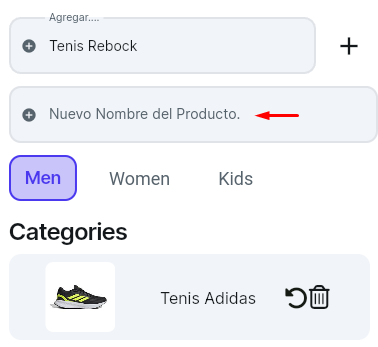 Agregar....
Tenis Rebock
Nuevo Nombre del Producto.
Men Women Kids
Categories
Tenis Adidas